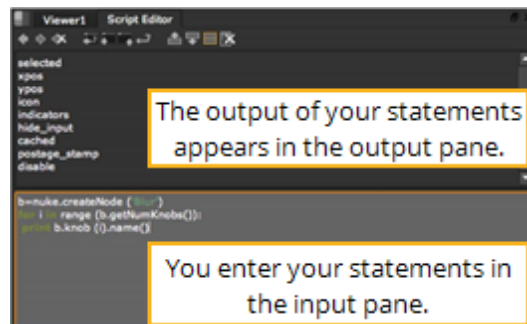 Viewer1 Script Editor
selected
xpos
ypos
icon
indicators
hide_input
cached
postage_stamp
disable
The output of your statements
appears in the output pane.
b=nuke.createNode ('Blur')
for i in range (b.getNumKnobs()):
print b.knob (i).name()
You enter your statements in
the input pane.